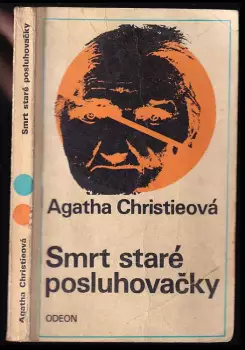 Smrt staré posluhovačky
Agatha Christieová
Agatha Christieová
Smrt staré
posluhovačky
ODEON